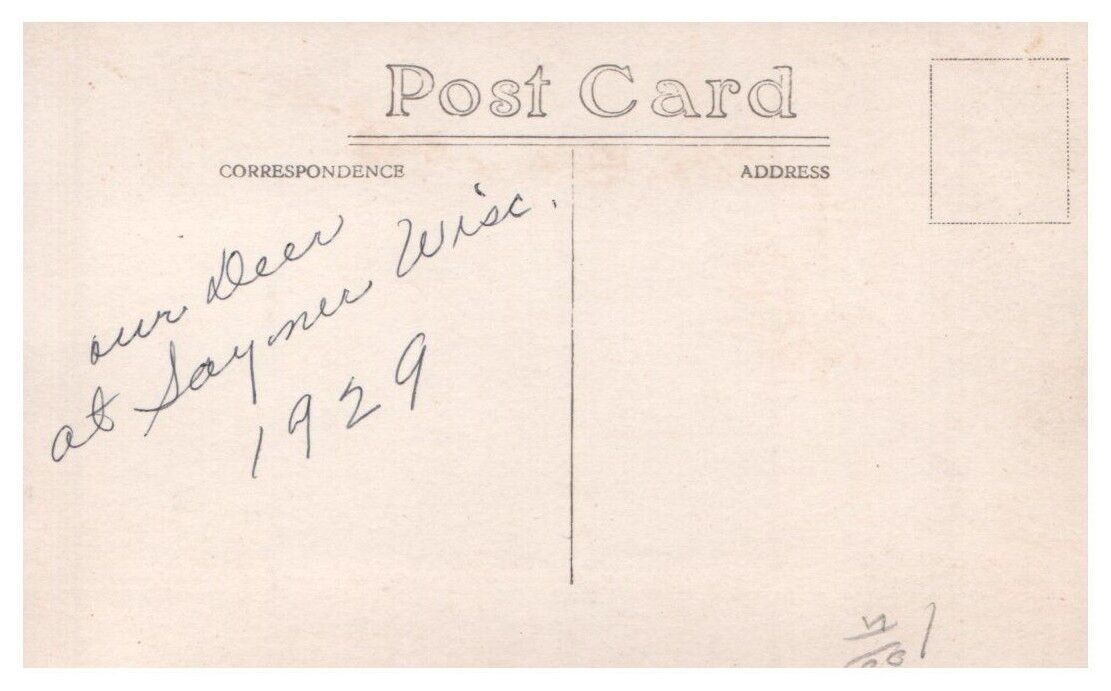 Post Card
CORRESPONDENCE
ADDRESS
our Deer
at Sayner Wisc.
1929